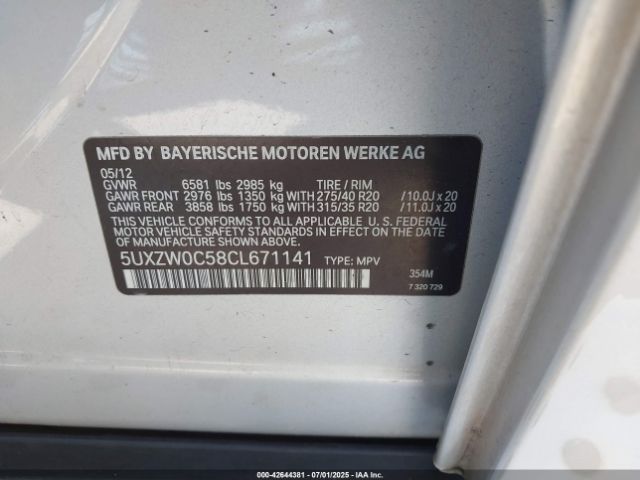 MFD BY BAYERISCHE MOTOREN WERKE AG
05/12
GVWR 6581 lbs 2985 kg TIRE / RIM
GAWR FRONT 2976 lbs 1350 kg WITH 275/40 R20 /10.0J x 20
GAWR REAR 3858 lbs 1750 kg WITH 315/35 R20 /11.0J x 20
THIS VEHICLE CONFORMS TO ALL APPLICABLE U. S. FEDERAL
MOTOR VEHICLE SAFETY STANDARDS IN EFFECT ON THE
DATE OF MANUFACTURE SHOWN ABOVE.
5UXZW0C58CL671141 TYPE: MPV
354M
7 320 729
000-42644381 - 07/01/2025 - IAA Inc.